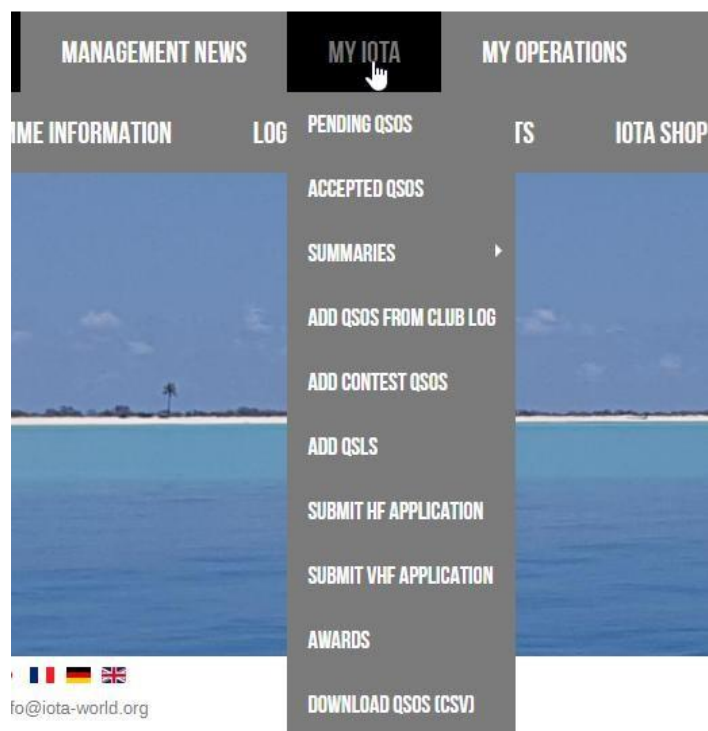 MANAGEMENT NEWS MY IOTA MY OPERATIONS
INFORMATION LOG TS IOTA SHOP
PENDING QSOS
ACCEPTED QSOS
SUMMARIES
ADD QSOS FROM CLUB LOG
ADD CONTEST QSOS
ADD QSLS
SUBMIT HF APPLICATION
SUBMIT VHF APPLICATION
AWARDS
DOWNLOAD QSOS (CSV)
fo@iota-world.org